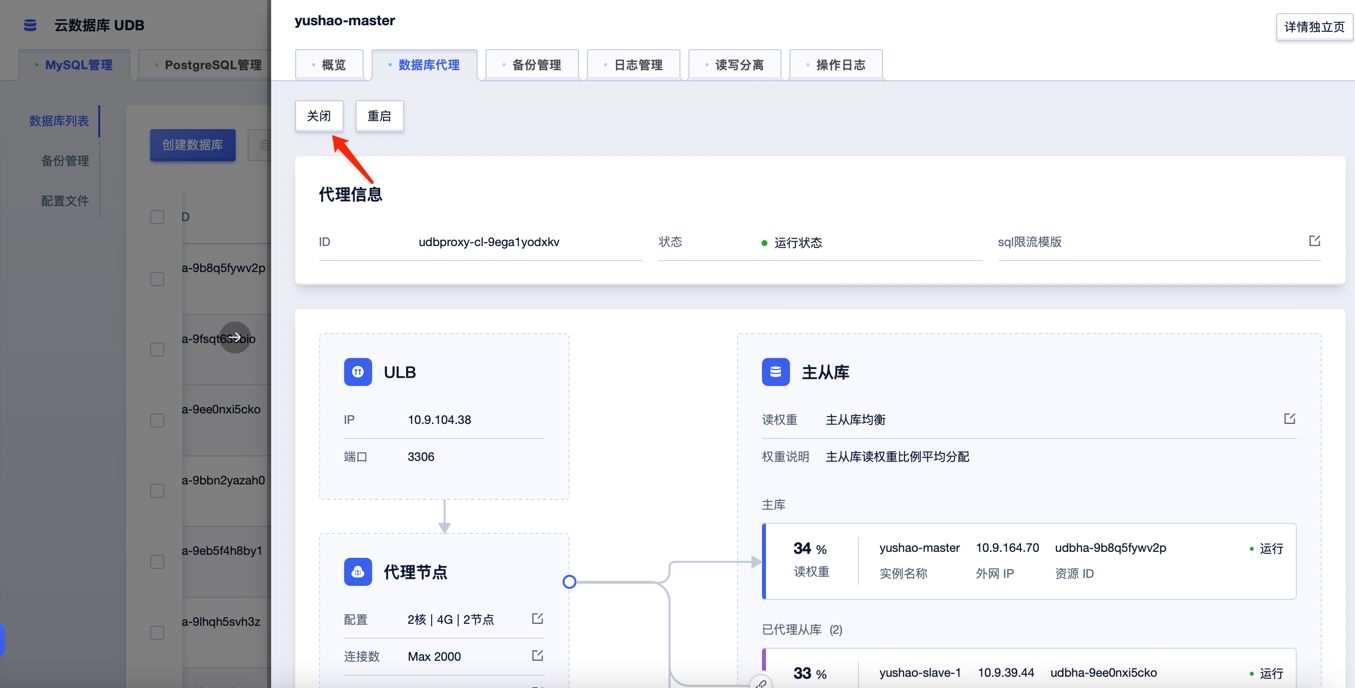 云数据库 UDB
yushao-master
详情独立页
MySQL管理
PostgreSQL管理
概览
数据库代理
备份管理
日志管理
读写分离
操作日志
数据库列表
备份管理
配置文件
创建数据库
关闭
重启
代理信息
ID
udbproxy-cl-9ega1yodxkv
状态
运行状态
sql限流模版
D
a-9b8q5fywv2p
a-9ee0nxi5cko
a-9bbn2yazah0
a-9eb5f4h8by1
a-9lhqh5svh3z
ULB
IP
10.9.104.38
端口
3306
代理节点
配置
2核 | 4G | 2节点
连接数
Max 2000
主从库
读权重
主从库均衡
权重说明
主从库读权重比例平均分配
主库
34 %
yushao-master
10.9.164.70
udbha-9b8q5fywv2p
运行
读权重
实例名称
外网 IP
资源 ID
已代理从库 (2)
33 %
yushao-slave-1
10.9.39.44
udbha-9ee0nxi5cko
运行